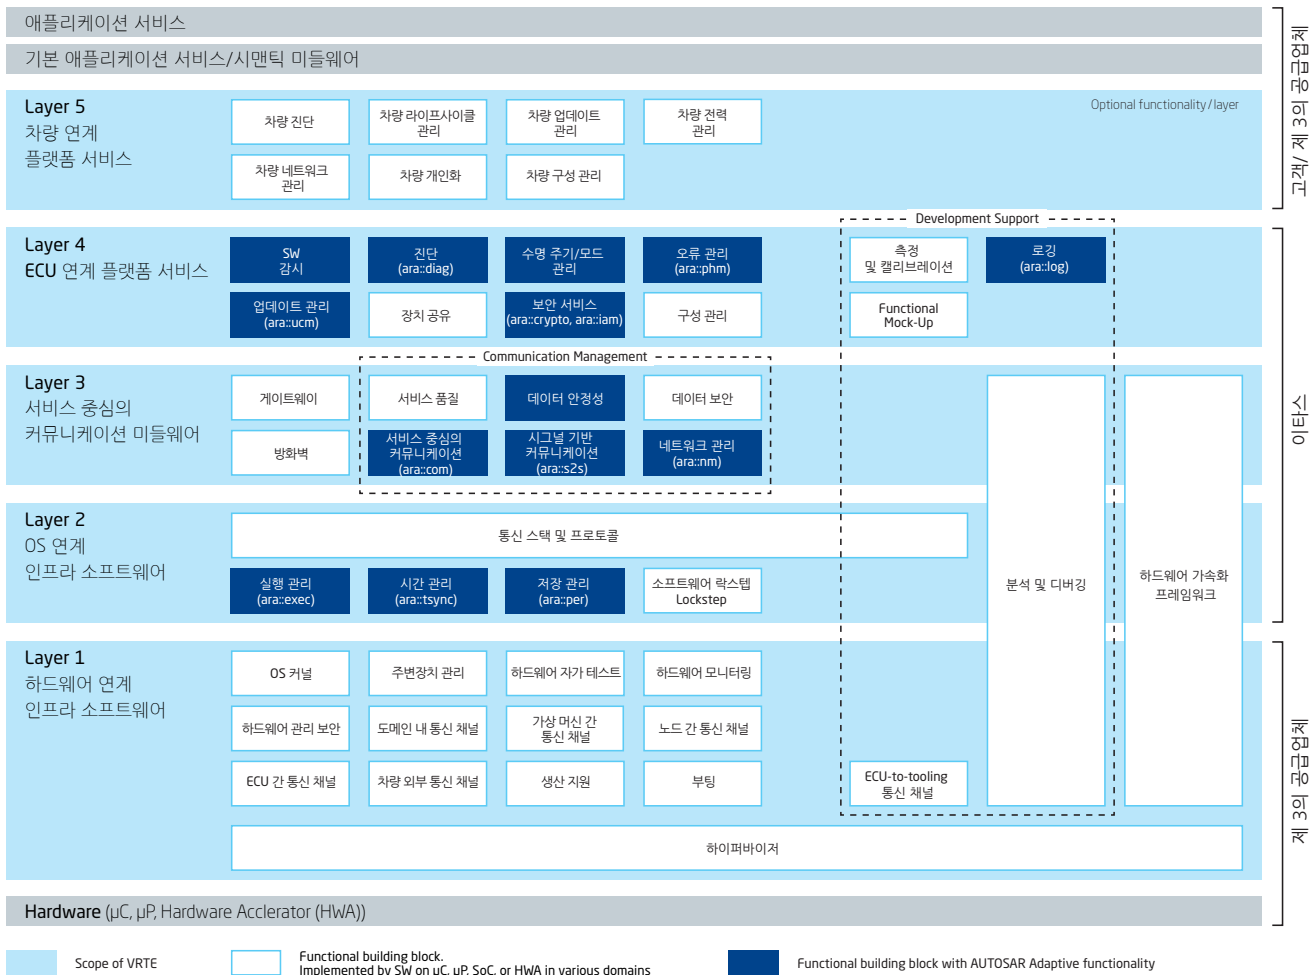 애플리케이션 서비스
기본 애플리케이션 서비스/시맨틱 미들웨어
Layer 5
차량 연계
플랫폼 서비스
차량 진단
차량 라이프사이클
관리
차량 업데이트
관리
차량 전력
관리
Optional functionality/layer
차량 네트워크
관리
차량 개인화
차량 구성 관리
고객/ 제 3의 공급업체
Layer 4
ECU 연계 플랫폼 서비스
SW
감시
진단
(ara::diag)
수명 주기/모드
관리
오류 관리
(ara::phm)
업데이트 관리
(ara::ucm)
장치 공유
보안 서비스
(ara::crypto, ara::iam)
구성 관리
Development Support
측정
및 캘리브레이션
로깅
(ara::log)
Functional
Mock-Up
Layer 3
서비스 중심의
커뮤니케이션 미들웨어
Communication Management
게이트웨이
서비스 품질
데이터 안정성
데이터 보안
방화벽
서비스 중심의
커뮤니케이션
(ara::com)
시그널 기반
커뮤니케이션
(ara::s2s)
네트워크 관리
(ara::nm)
이타스
Layer 2
OS 연계
인프라 소프트웨어
통신 스택 및 프로토콜
실행 관리
(ara::exec)
시간 관리
(ara::tsync)
저장 관리
(ara::per)
소프트웨어 락스텝
Lockstep
분석 및 디버깅
하드웨어 가속화
프레임워크
Layer 1
하드웨어 연계
인프라 소프트웨어
OS 커널
주변장치 관리
하드웨어 자가 테스트
하드웨어 모니터링
하드웨어 관리 보안
도메인 내 통신 채널
가상 머신 간
통신 채널
노드 간 통신 채널
ECU 간 통신 채널
차량 외부 통신 채널
생산 지원
부팅
ECU-to-tooling
통신 채널
하이퍼바이저
제 3의 공급업체
Hardware (µC, µP, Hardware Acclerator (HWA))
Scope of VRTE
Functional building block.
Implemented by SW on µC, µP, SoC, or HWA in various domains
Functional building block with AUTOSAR Adaptive functionality